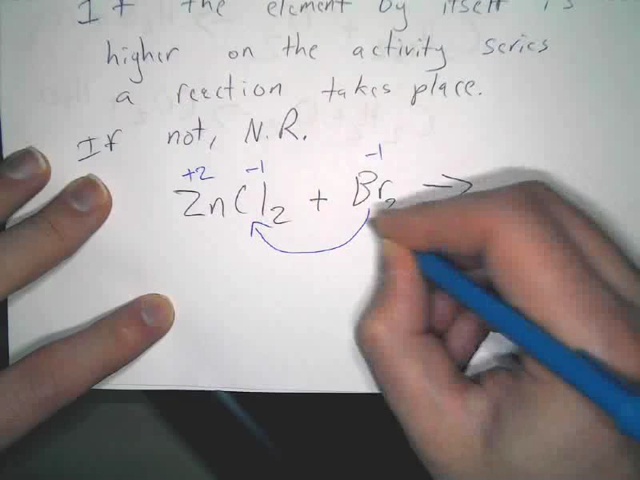 If the element by itself is
higher on the activity series
a reaction takes place.
If not, N.R.
+2 -1 -1
ZnCl2 + Br2 →